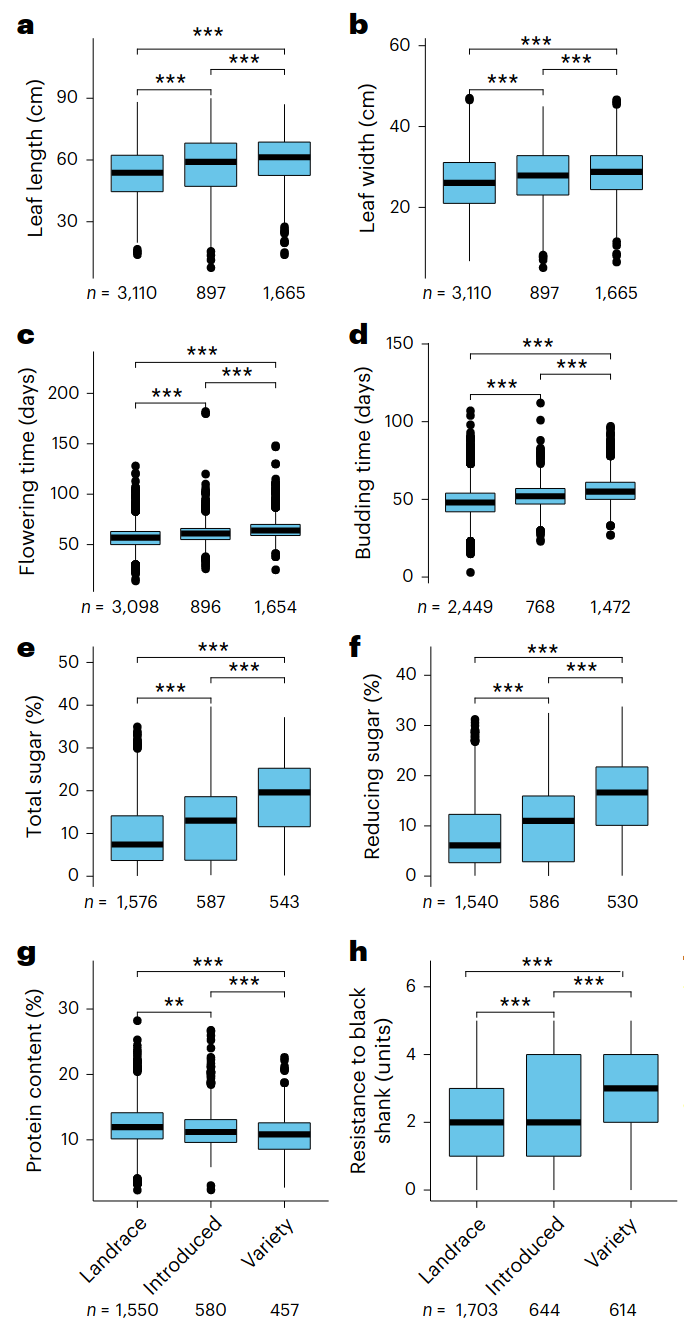 a
Leaf length (cm)
90
60
30
***
***
***
n = 3,110 897 1,665
b
Leaf width (cm)
60
40
20
***
***
***
n = 3,110 897 1,665
c
Flowering time (days)
200
150
100
50
***
***
***
n = 3,098 896 1,654
d
Budding time (days)
150
100
50
0
***
***
***
n = 2,449 768 1,472
e
Total sugar (%)
50
40
30
20
10
0
***
***
***
n = 1,576 587 543
f
Reducing sugar (%)
40
30
20
10
0
***
***
***
n = 1,540 586 530
g
Protein content (%)
30
20
10
***
***
**
Landrace
Introduced
Variety
n = 1,550 580 457
h
Resistance to black
shank (units)
6
4
2
0
***
***
***
Landrace
Introduced
Variety
n = 1,703 644 614